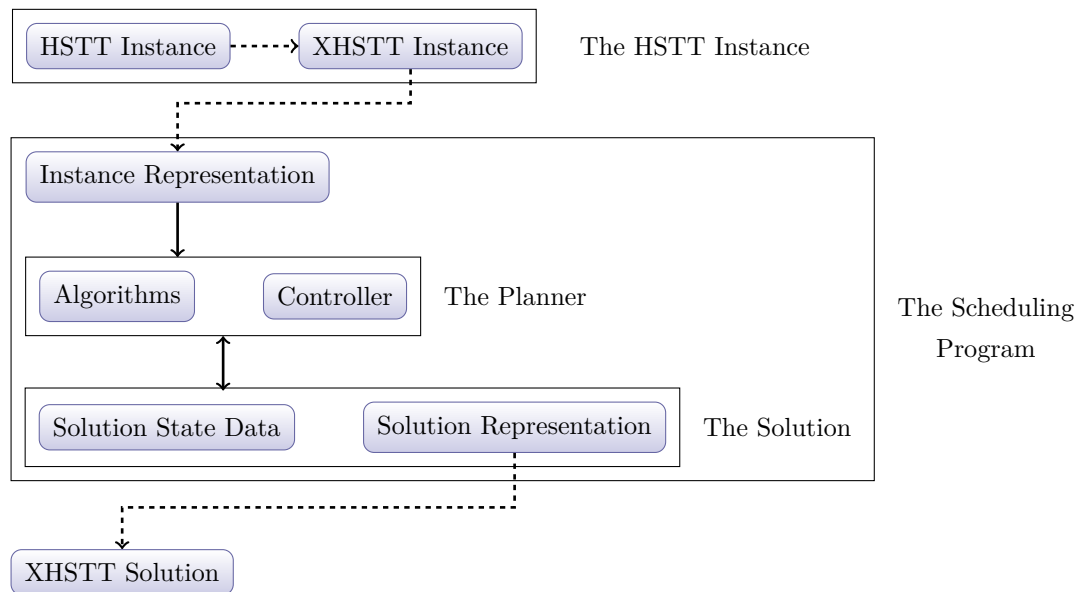 HSTT Instance
XHSTT Instance
The HSTT Instance
Instance Representation
Algorithms
Controller
The Planner
The Scheduling
Program
Solution State Data
Solution Representation
The Solution
XHSTT Solution